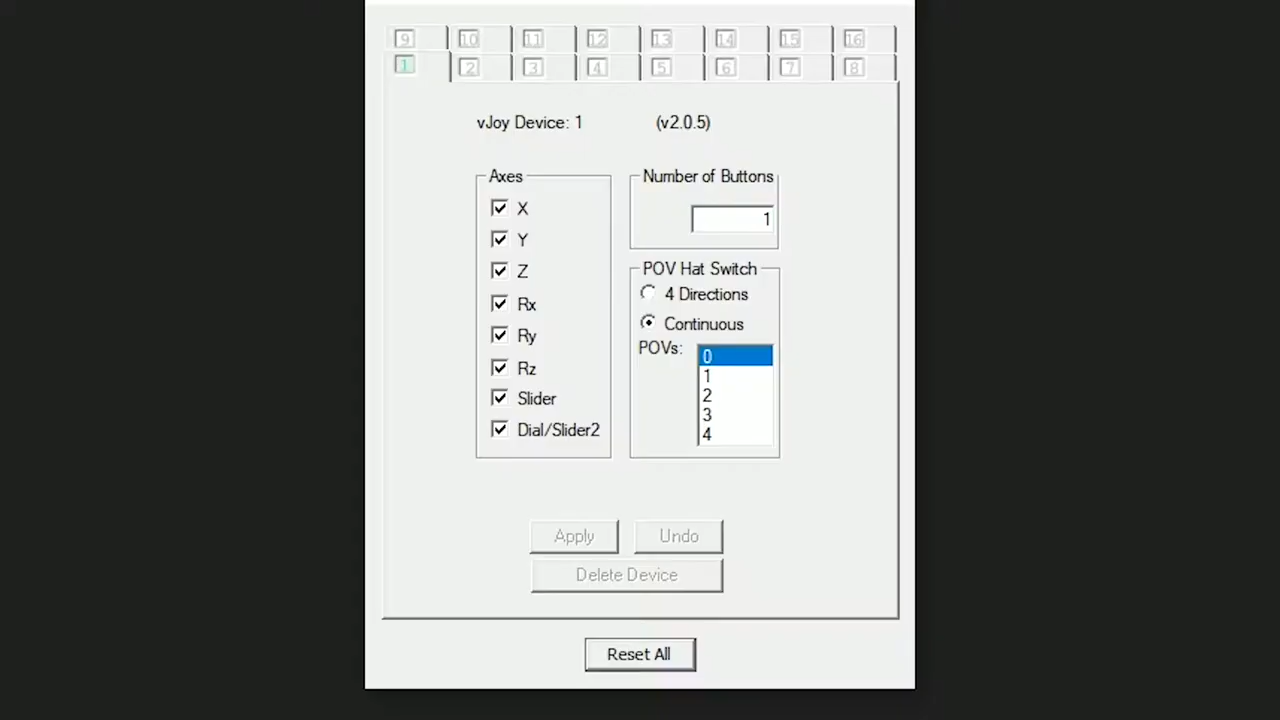 9 10 11 12 13 14 15 16
1 2 3 4 5 6 7 8
vJoy Device: 1 (v2.0.5)
Axes
X
Y
Z
Rx
Ry
Rz
Slider
Dial/Slider2
Number of Buttons
1
POV Hat Switch
4 Directions
Continuous
POVs:
0
1
2
3
4
Apply Undo
Delete Device
Reset All